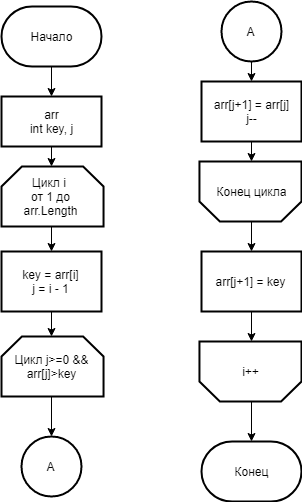 Начало
arr
int key, j
Цикл i
от 1 до
arr.Length
key = arr[i]
j = i - 1
Цикл j>=0 &&
arr[j]>key
А
А
arr[j+1] = arr[j]
j--
Конец цикла
arr[j+1] = key
i++
Конец